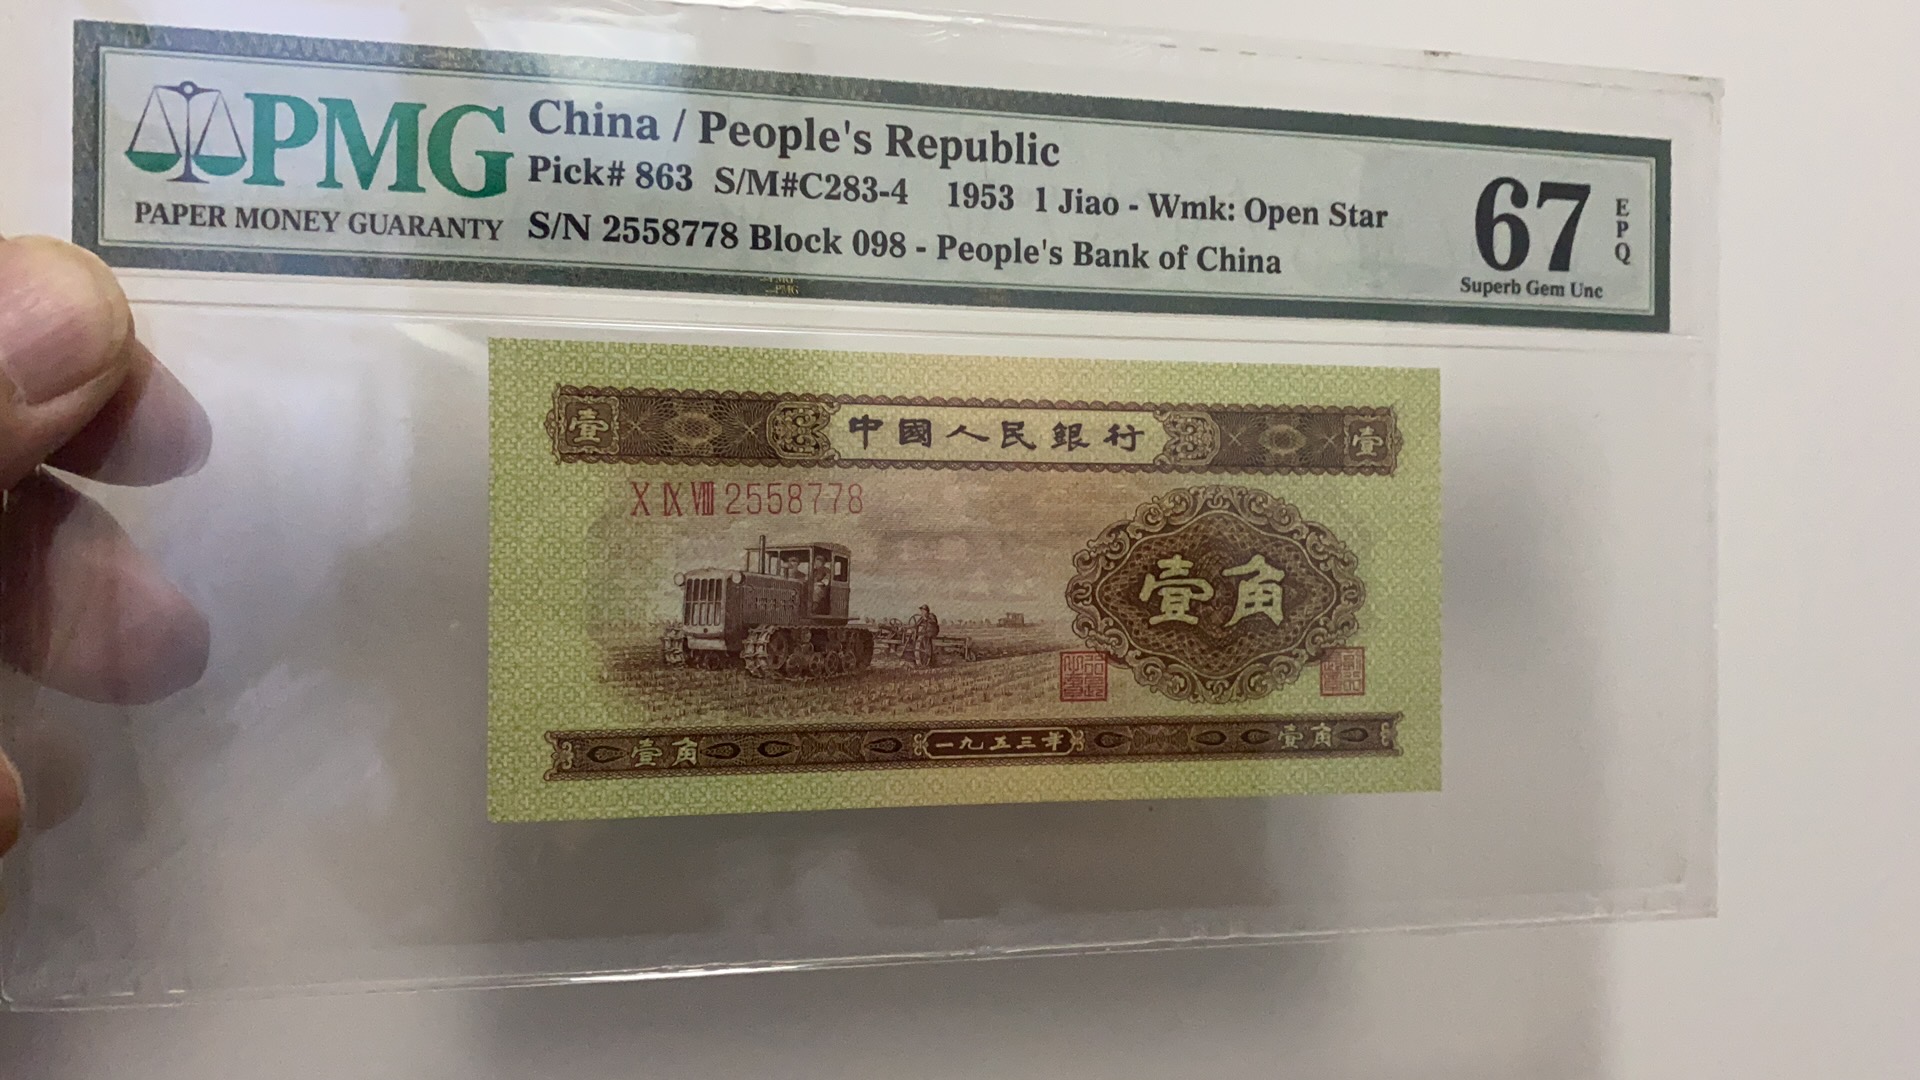 PMG
PAPER MONEY GUARANTY
China / People's Republic
Pick# 863 S/M#C283-4 1953 1 Jiao - Wmk: Open Star
S/N 2558778 Block 098 - People's Bank of China
67
EPQ
Superb Gem Unc
壹 中國人民銀行 壹
X IX VIII 2558778
壹角
壹角 一九五三年 壹角